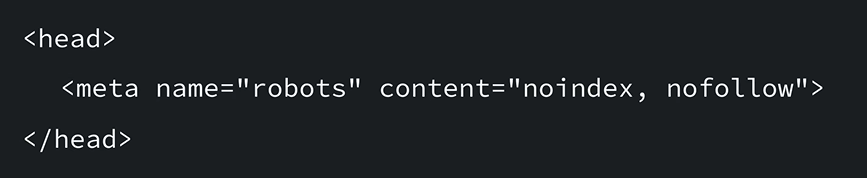 <head>
<meta name="robots" content="noindex, nofollow">
</head>